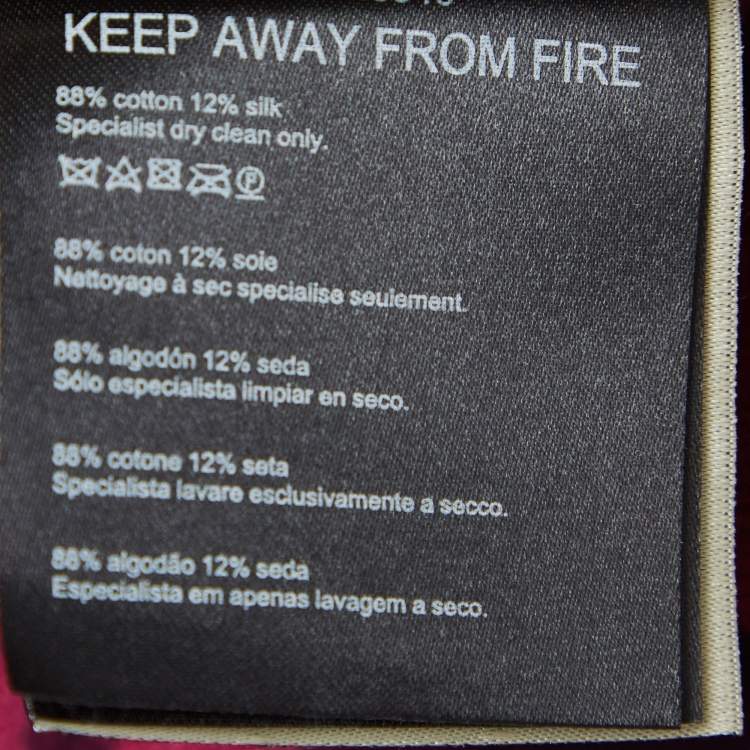 KEEP AWAY FROM FIRE
88% cotton 12% silk
Specialist dry clean only.
P
88% coton 12% soie
Nettoyage à sec specialise seulement.
88% algodón 12% seda
Sólo especialista limpiar en seco.
88% cotone 12% seta
Specialista lavare esclusivamente a secco.
88% algodão 12% seda
Especialista em apenas lavagem a seco.